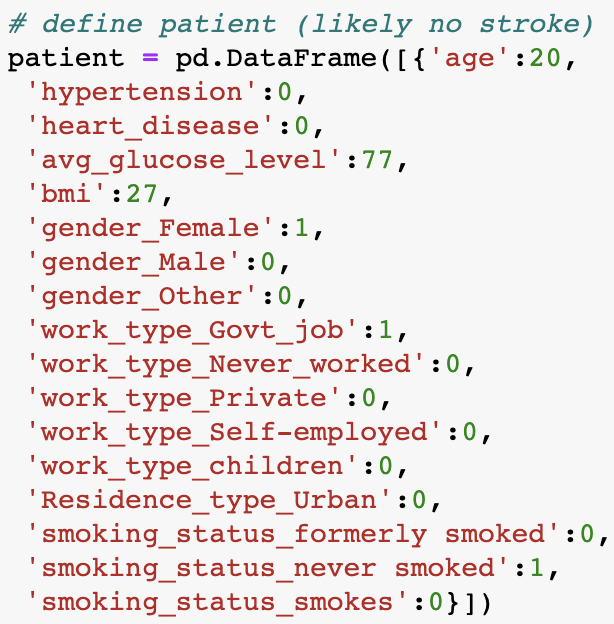 # define patient (likely no stroke)
patient = pd.DataFrame([{'age':20,
'hypertension':0,
'heart_disease':0,
'avg_glucose_level':77,
'bmi':27,
'gender_Female':1,
'gender_Male':0,
'gender_Other':0,
'work_type_Govt_job':1,
'work_type_Never_worked':0,
'work_type_Private':0,
'work_type_Self-employed':0,
'work_type_children':0,
'Residence_type_Urban':0,
'smoking_status_formerly smoked':0,
'smoking_status_never smoked':1,
'smoking_status_smokes':0}])